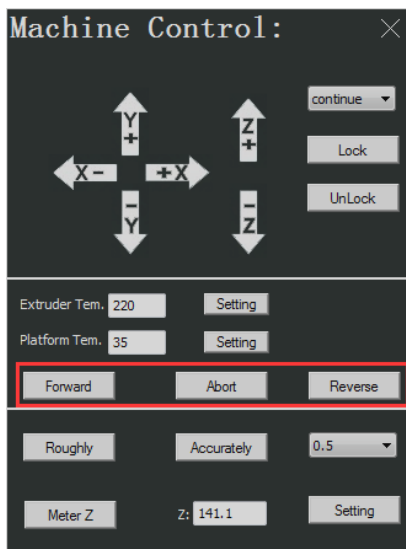 Machine Control:
continue
Y+
Z+
Lock
X- +X
UnLock
-Y
-Z
Extruder Tem. 220 Setting
Platform Tem. 35 Setting
Forward Abort Reverse
Roughly Accurately 0.5
Meter Z Z: 141.1 Setting